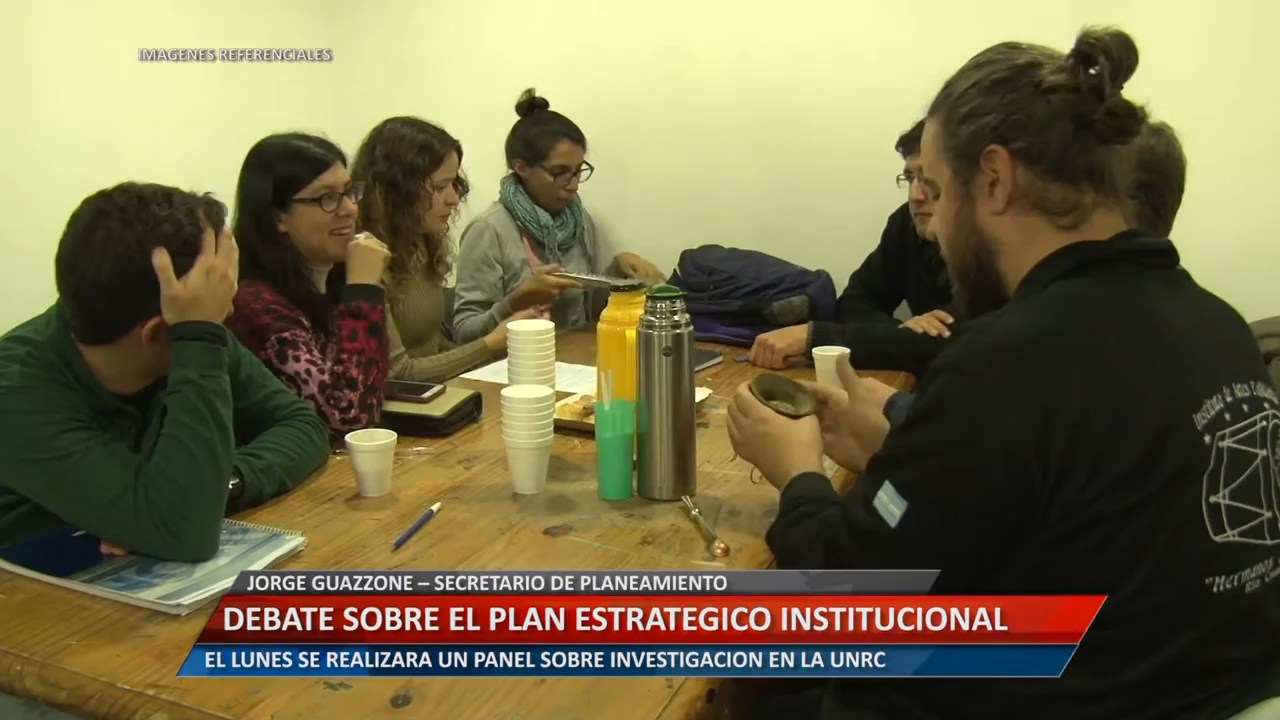 IMAGENES REFERENCIALES
JORGE GUAZZONE – SECRETARIO DE PLANEAMIENTO
DEBATE SOBRE EL PLAN ESTRATEGICO INSTITUCIONAL
EL LUNES SE REALIZARA UN PANEL SOBRE INVESTIGACION EN LA UNRC
"Hermanos